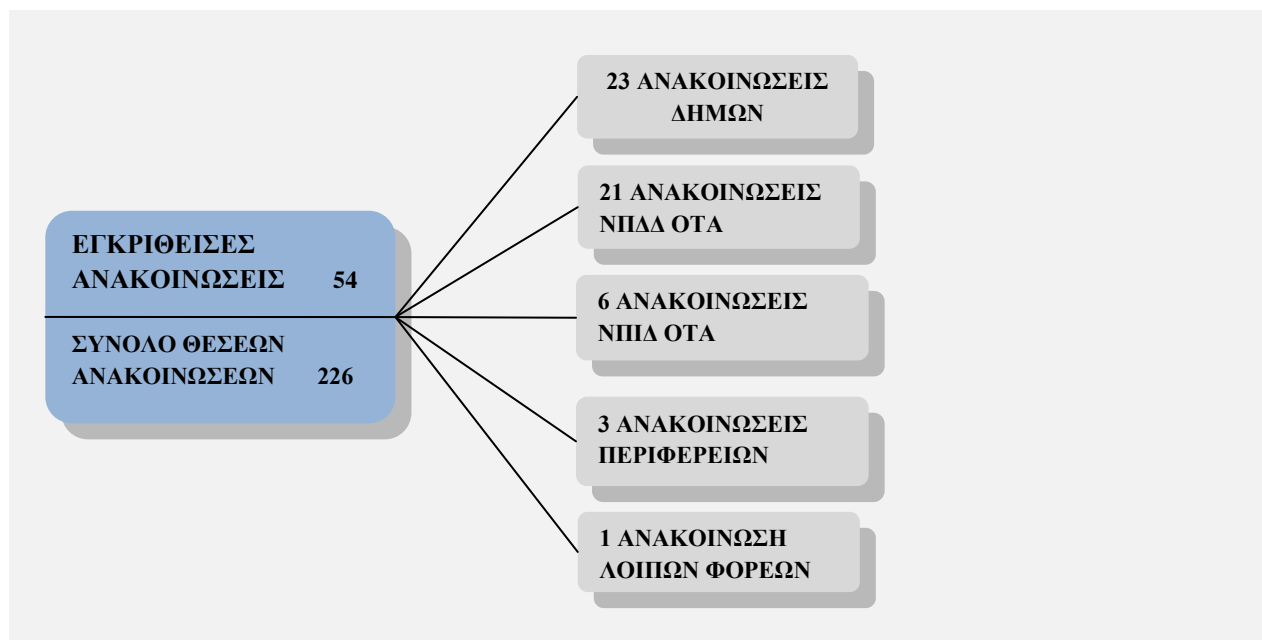 ΕΓΚΡΙΘΕΙΣΕΣ
ΑΝΑΚΟΙΝΩΣΕΙΣ 54
ΣΥΝΟΛΟ ΘΕΣΕΩΝ
ΑΝΑΚΟΙΝΩΣΕΩΝ 226
23 ΑΝΑΚΟΙΝΩΣΕΙΣ
ΔΗΜΩΝ
21 ΑΝΑΚΟΙΝΩΣΕΙΣ
ΝΠΔΔ ΟΤΑ
6 ΑΝΑΚΟΙΝΩΣΕΙΣ
ΝΠΙΔ ΟΤΑ
3 ΑΝΑΚΟΙΝΩΣΕΙΣ
ΠΕΡΙΦΕΡΕΙΩΝ
1 ΑΝΑΚΟΙΝΩΣΗ
ΛΟΙΠΩΝ ΦΟΡΕΩΝ